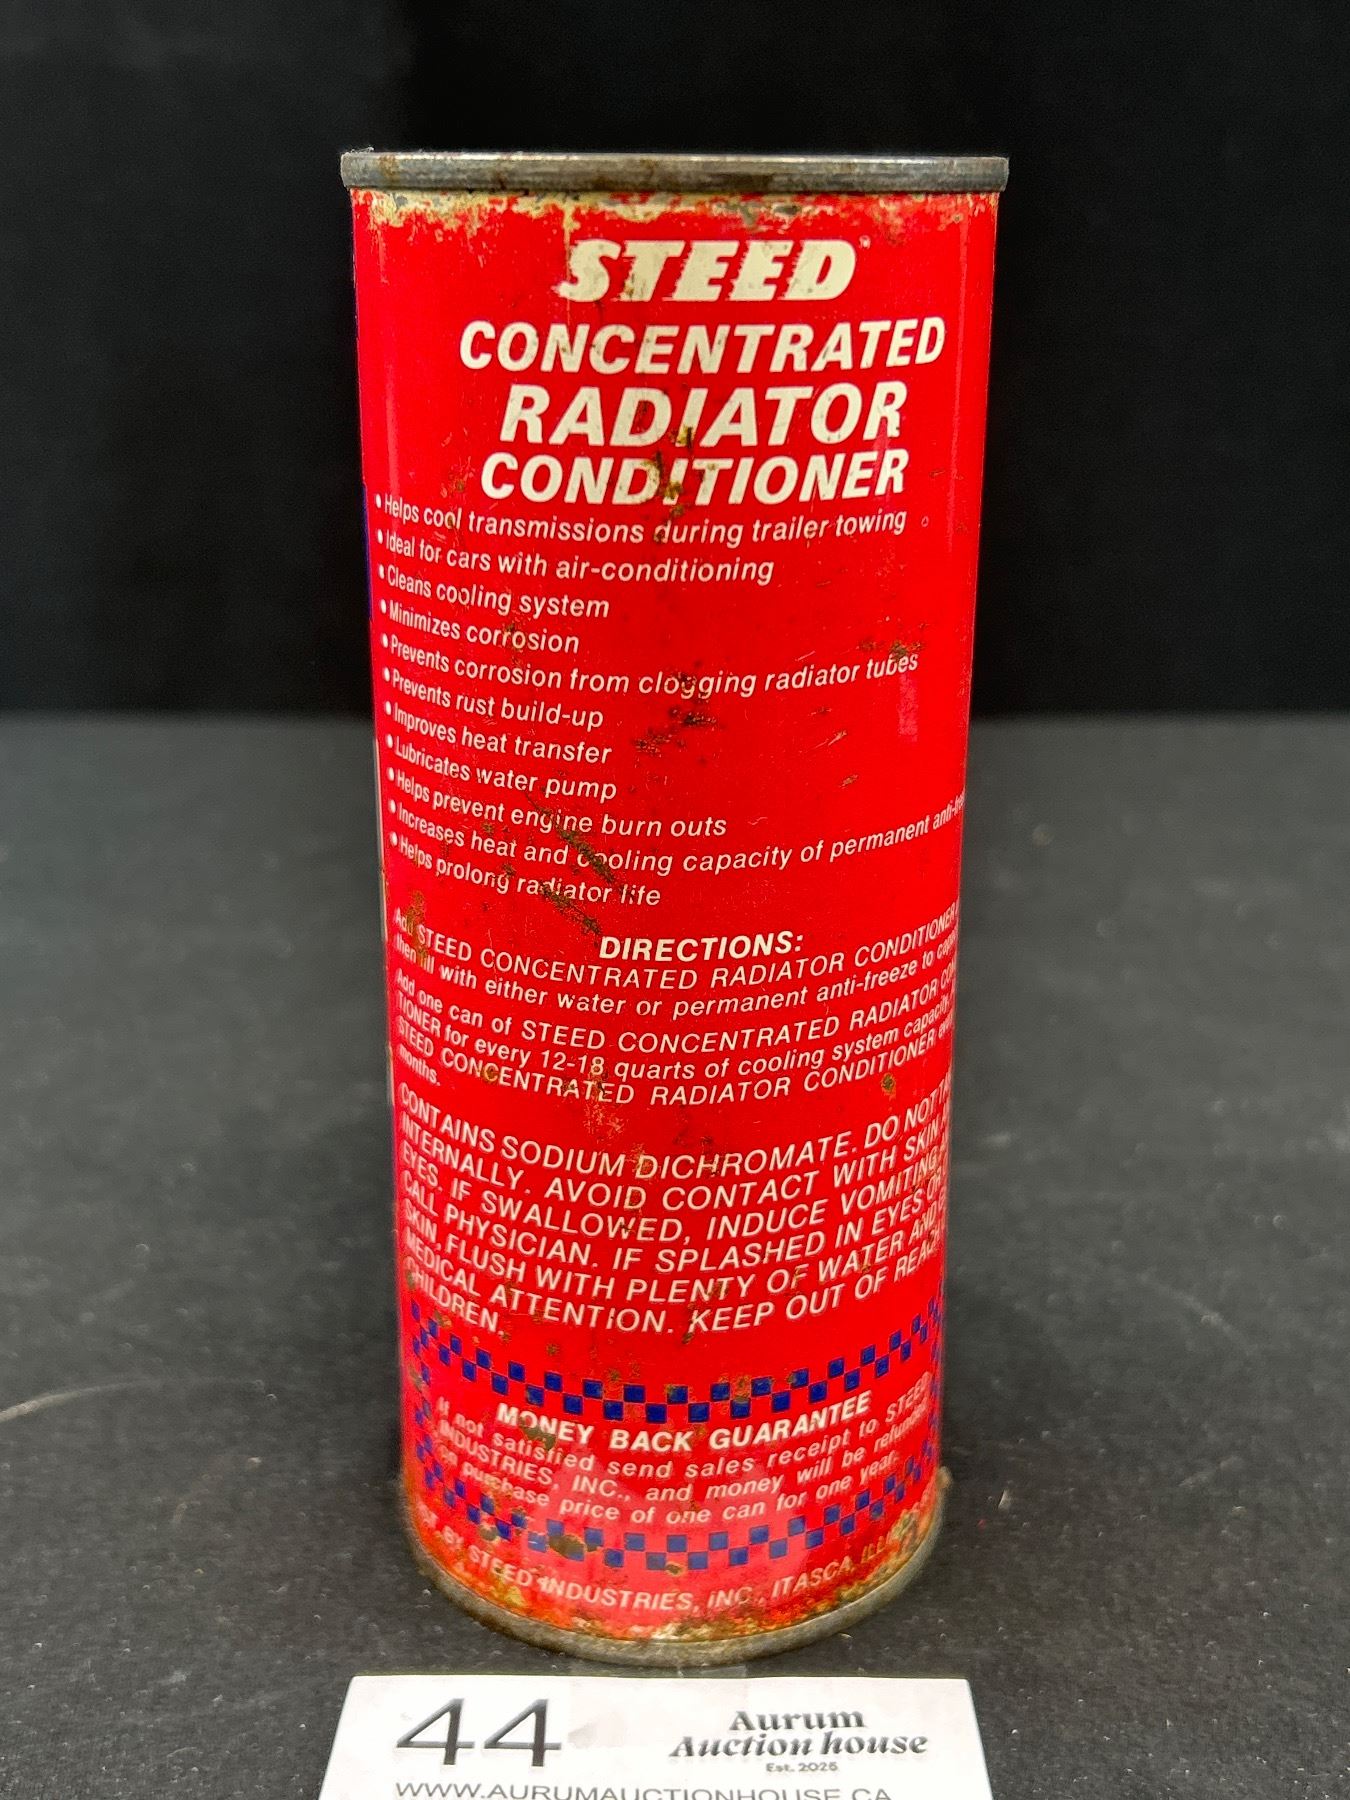 STEED
CONCENTRATED
RADIATOR
CONDITIONER
• Helps cool transmissions during trailer towing
• Ideal for cars with air-conditioning
• Cleans cooling system
• Minimizes corrosion
• Prevents corrosion from clogging radiator tubes
• Prevents rust build-up
• Improves heat transfer
• Lubricates water pump
• Helps prevent engine burn outs
• Increases heat and cooling capacity of permanent anti-
• Helps prolong radiator life
DIRECTIONS:
Add STEED CONCENTRATED RADIATOR CONDITIONER
then fill with either water or permanent anti-freeze to
Add one can of STEED CONCENTRATED RADIATOR
TIONER for every 12-18 quarts of cooling system capacity
STEED CONCENTRATED RADIATOR CONDITIONER
months.
CONTAINS SODIUM DICHROMATE. DO NOT
INTERNALLY. AVOID CONTACT WITH SKIN
EYES. IF SWALLOWED, INDUCE VOMITING,
CALL PHYSICIAN. IF SPLASHED IN EYES OR
SKIN, FLUSH WITH PLENTY OF WATER AND
MEDICAL ATTENTION. KEEP OUT OF REACH
CHILDREN.
MONEY BACK GUARANTEE
If not satisfied send sales receipt to STEED
INDUSTRIES, INC., and money will be refunded
on purchase price of one can for one year.
BY STEED INDUSTRIES, INC., ITASCA,
44
Aurum
Auction house
Est. 2025
WWW.AURUMAUCTIONHOUSE.CA